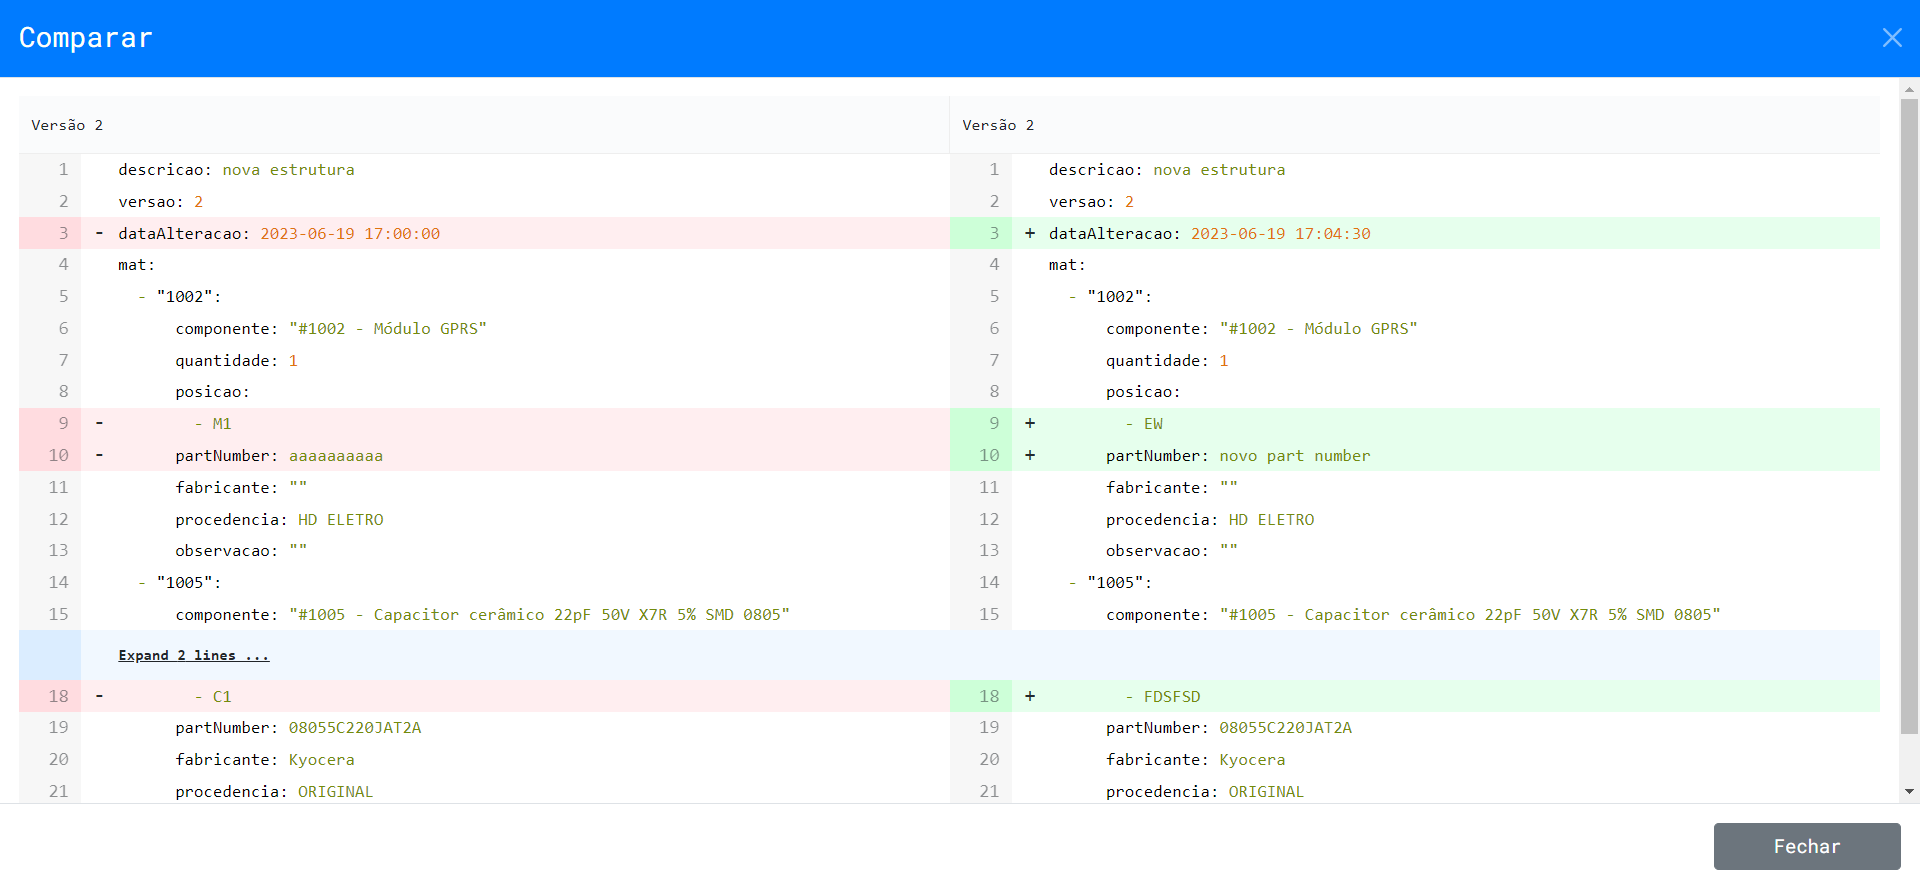 Comparar
Versão 2
1 descricao: nova estrutura
2 versao: 2
3 - dataAlteracao: 2023-06-19 17:00:00
4 mat:
5 - "1002":
6 componente: "#1002 - Módulo GPRS"
7 quantidade: 1
8 posicao:
9 - - M1
10 - partNumber: aaaaaaaaaa
11 fabricante: ""
12 procedencia: HD ELETRO
13 observacao: ""
14 - "1005":
15 componente: "#1005 - Capacitor cerâmico 22pF 50V X7R 5% SMD 0805"
Expand 2 lines ...
18 - - C1
19 partNumber: 08055C220JAT2A
20 fabricante: Kyocera
21 procedencia: ORIGINAL
Versão 2
1 descricao: nova estrutura
2 versao: 2
3 + dataAlteracao: 2023-06-19 17:04:30
4 mat:
5 - "1002":
6 componente: "#1002 - Módulo GPRS"
7 quantidade: 1
8 posicao:
9 + - EW
10 + partNumber: novo part number
11 fabricante: ""
12 procedencia: HD ELETRO
13 observacao: ""
14 - "1005":
15 componente: "#1005 - Capacitor cerâmico 22pF 50V X7R 5% SMD 0805"
18 + - FDSFSD
19 partNumber: 08055C220JAT2A
20 fabricante: Kyocera
21 procedencia: ORIGINAL
Fechar